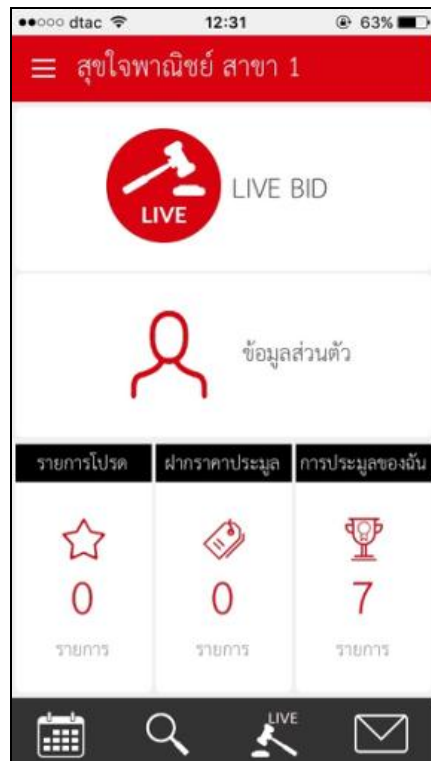 dtac 12:31 63%
สุขใจพาณิชย์ สาขา 1
LIVE
LIVE BID
ข้อมูลส่วนตัว
รายการโปรด ฝากราคาประมูล การประมูลของฉัน
0 0 7
รายการ รายการ รายการ
LIVE